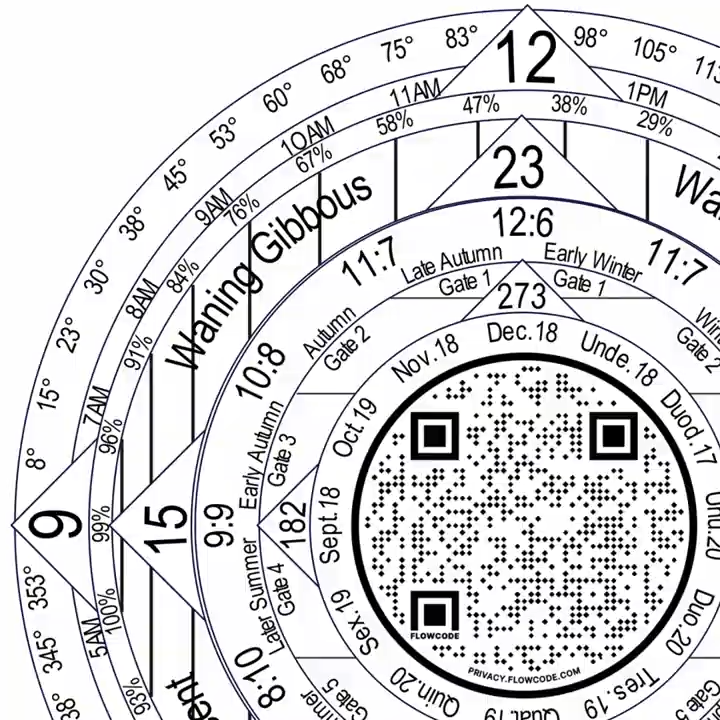 8°
15°
23°
30°
38°
45°
53°
60°
68°
75°
83°
12
98°
105°
7AM
8AM
9AM
10AM
11AM
1PM
96%
91%
84%
76%
67%
58%
47%
38%
29%
Waning Gibbous
23
12:6
11:7
11:7
10:8
9:9
8:10
Late Autumn
Gate 1
Early Winter
Gate 1
Autumn
Gate 2
Gate 2
Early Autumn
Gate 3
Later Summer
Gate 4
Gate 5
273
182
9
15
99%
100%
93%
5AM
353°
345°
Dec.18
Nov.18
Oct.19
Sept.18
Sex.19
Quin.20
Qual.19
Tres.19
Duo.20
Duod.17
Unde.18
FLOWCODE
PRIVACY.FLOWCODE.COM